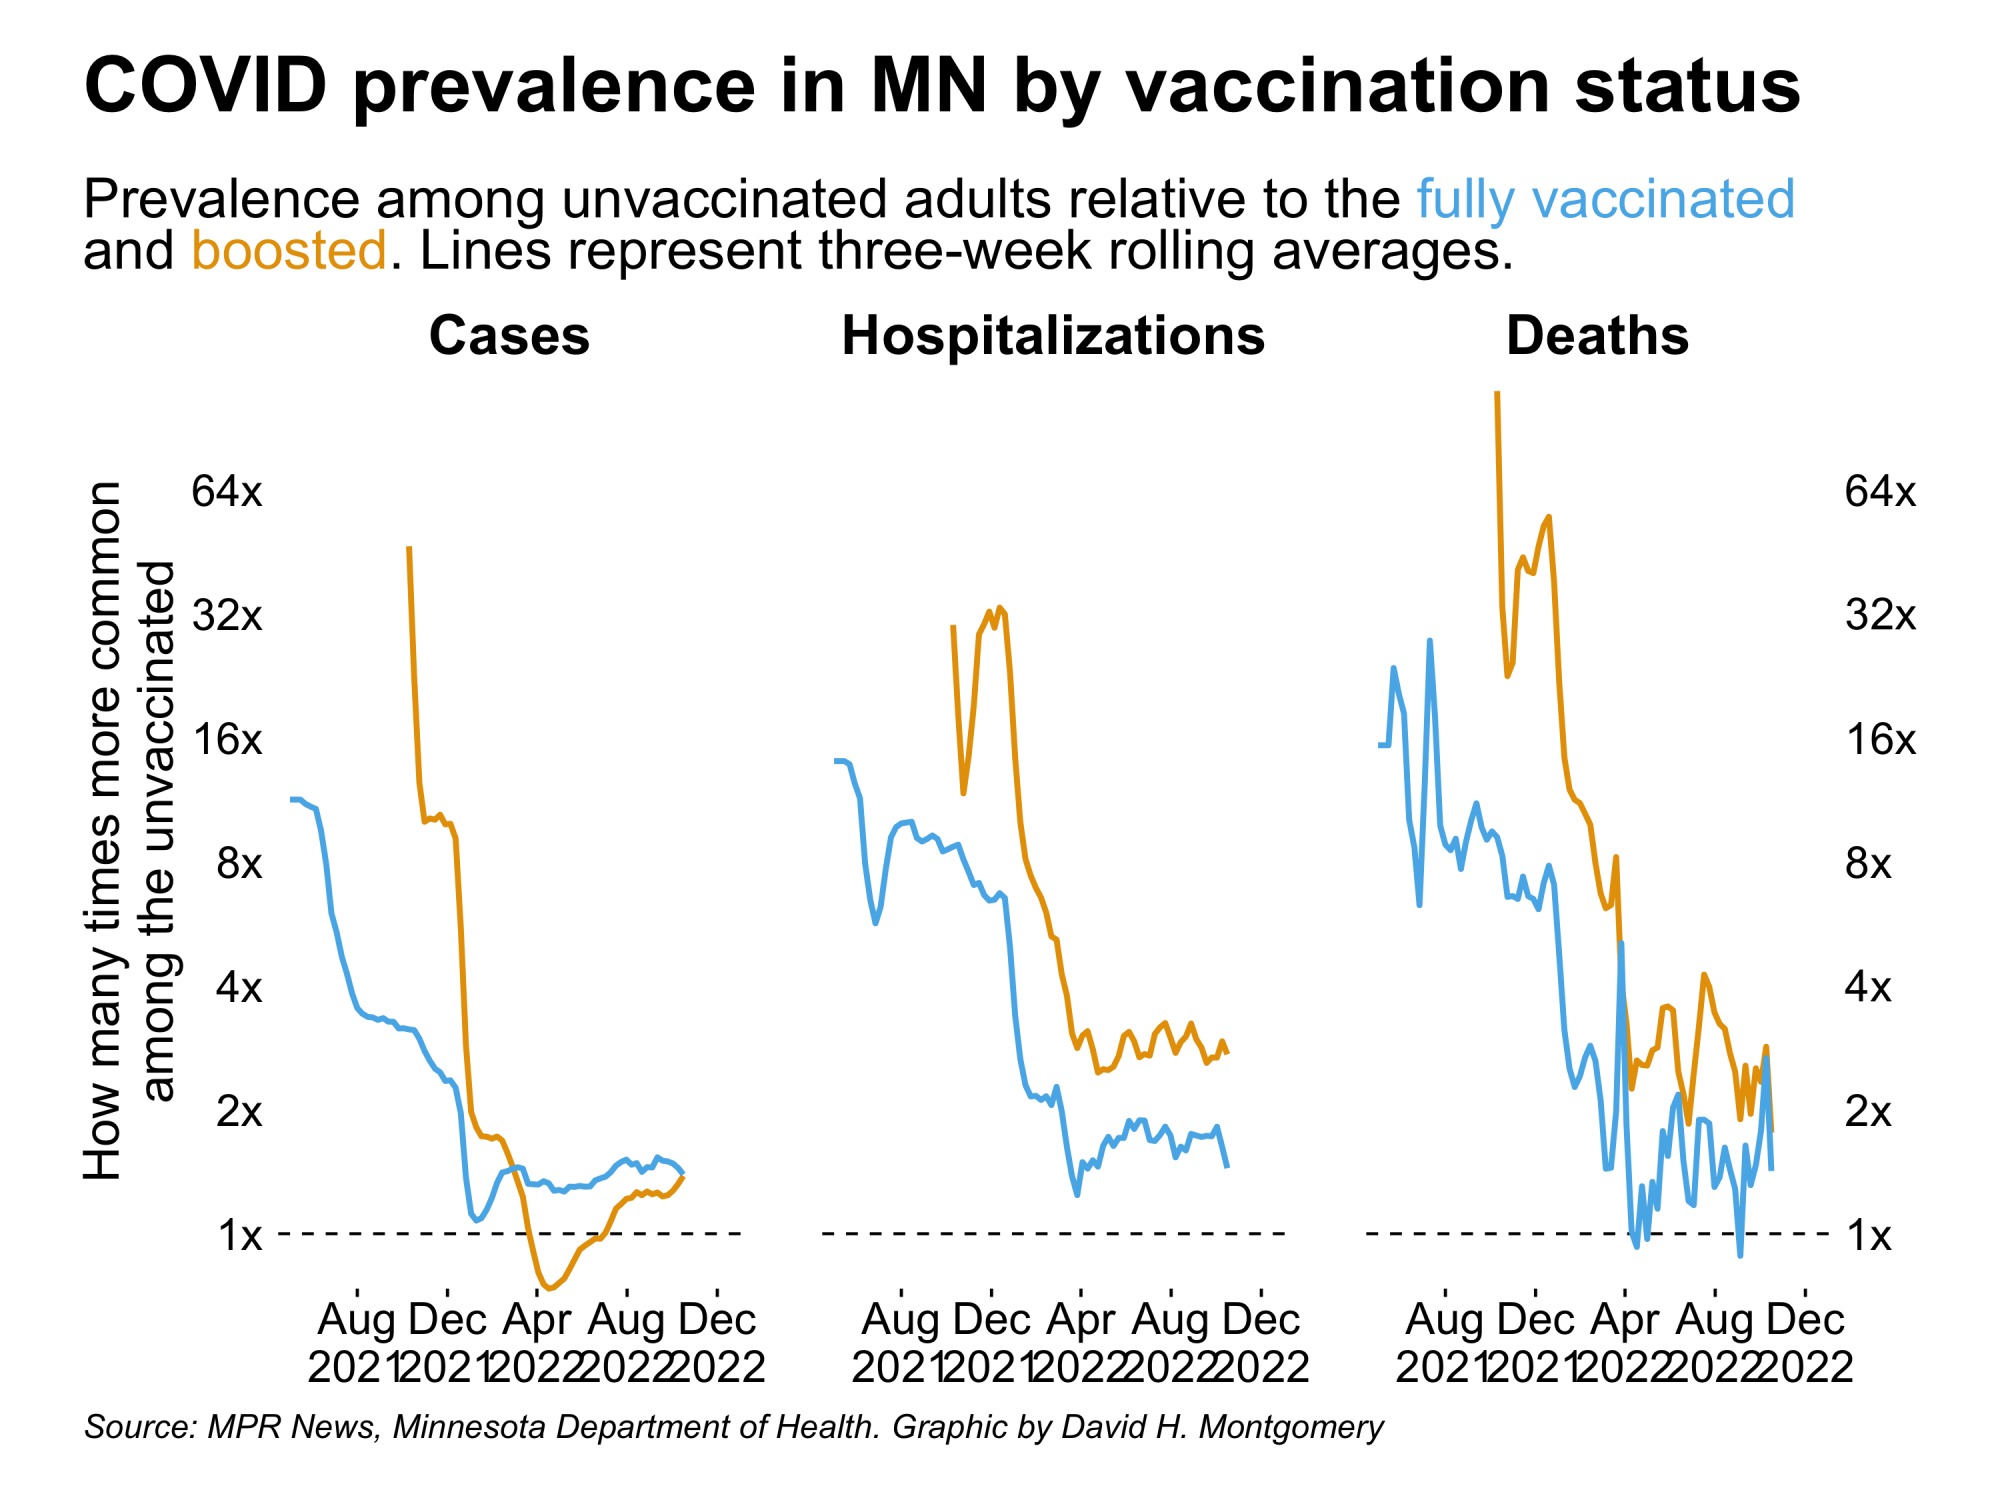 COVID prevalence in MN by vaccination status
Prevalence among unvaccinated adults relative to the fully vaccinated
and boosted. Lines represent three-week rolling averages.
Cases
Hospitalizations
Deaths
How many times more common
among the unvaccinated
64x
32x
16x
8x
4x
2x
1x
64x
32x
16x
8x
4x
2x
1x
Aug Dec Apr Aug Dec
2021 2021 2022 2022 2022
Aug Dec Apr Aug Dec
2021 2021 2022 2022 2022
Aug Dec Apr Aug Dec
2021 2021 2022 2022 2022
Source: MPR News, Minnesota Department of Health. Graphic by David H. Montgomery